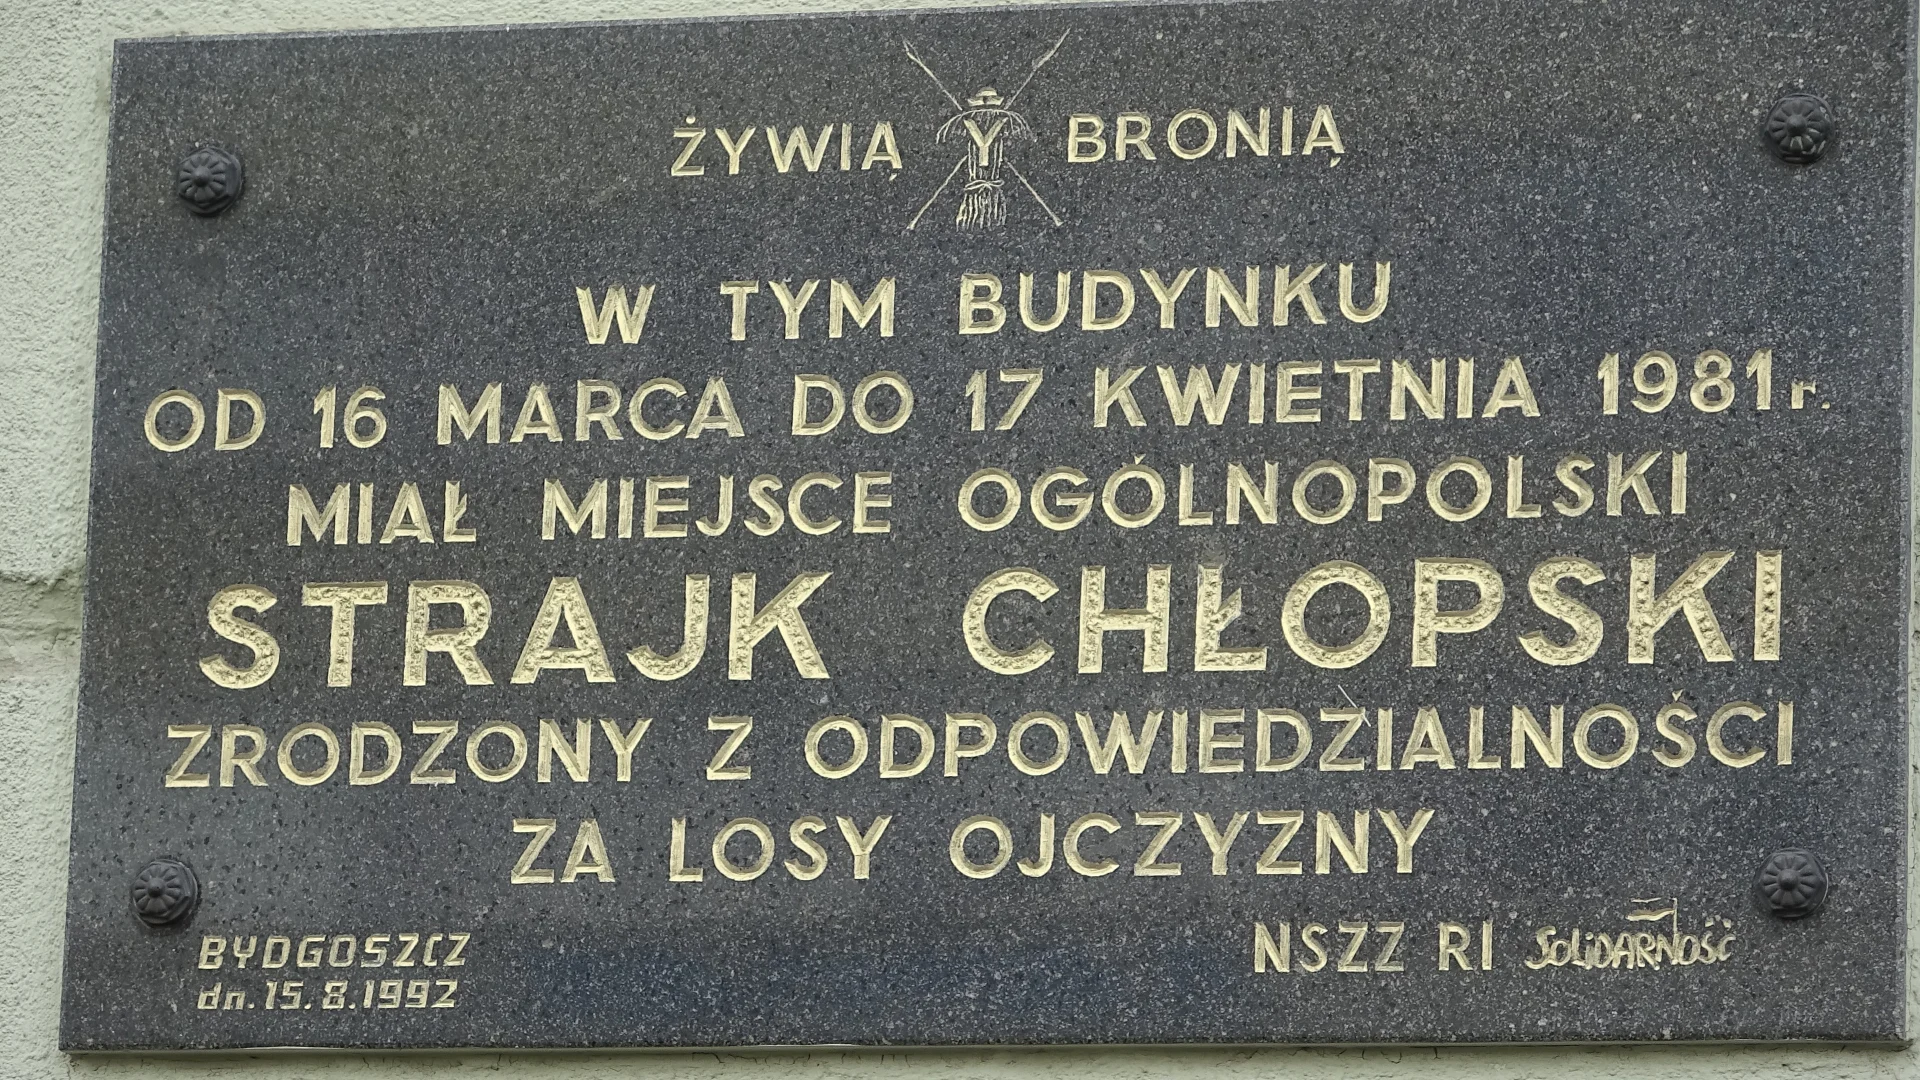 ŻYWIĄ Y BRONIĄ
W TYM BUDYNKU
OD 16 MARCA DO 17 KWIETNIA 1981 r.
MIAŁ MIEJSCE OGÓLNOPOLSKI
STRAJK CHŁOPSKI
ZRODZONY Z ODPOWIEDZIALNOŚCI
ZA LOSY OJCZYZNY
BYDGOSZCZ
dn. 15.8.1992
NSZZ RI SOLiDARNOŚĆ